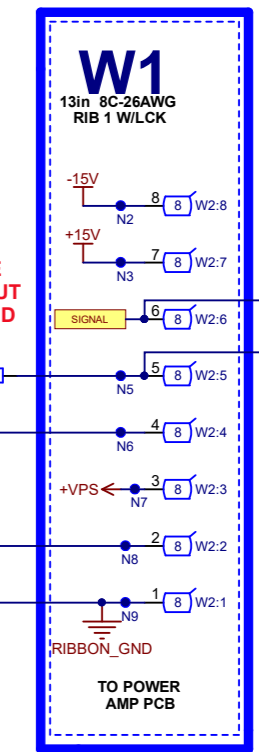 W1
13in 8C-26AWG
RIB 1 W/LCK
-15V
N2
8
8
W2:8
+15V
N3
7
8
W2:7
SIGNAL
6
8
W2:6
UT
D
N5
5
8
W2:5
N6
4
8
W2:4
+VPS
N7
3
8
W2:3
N8
2
8
W2:2
N9
1
8
W2:1
RIBBON_GND
TO POWER
AMP PCB